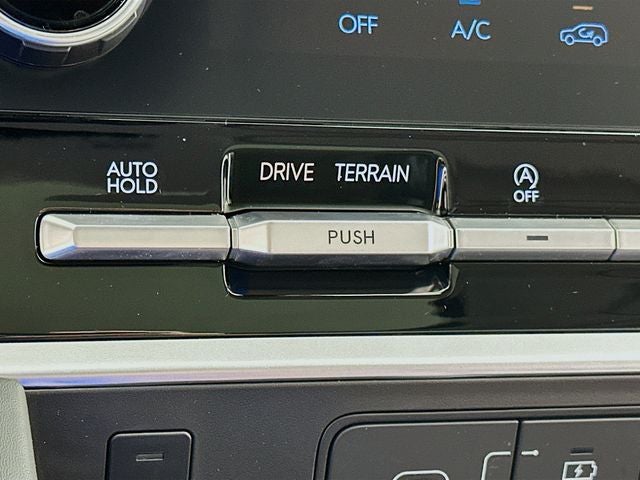 OFF A/C
AUTO
HOLD
DRIVE TERRAIN
A
OFF
PUSH